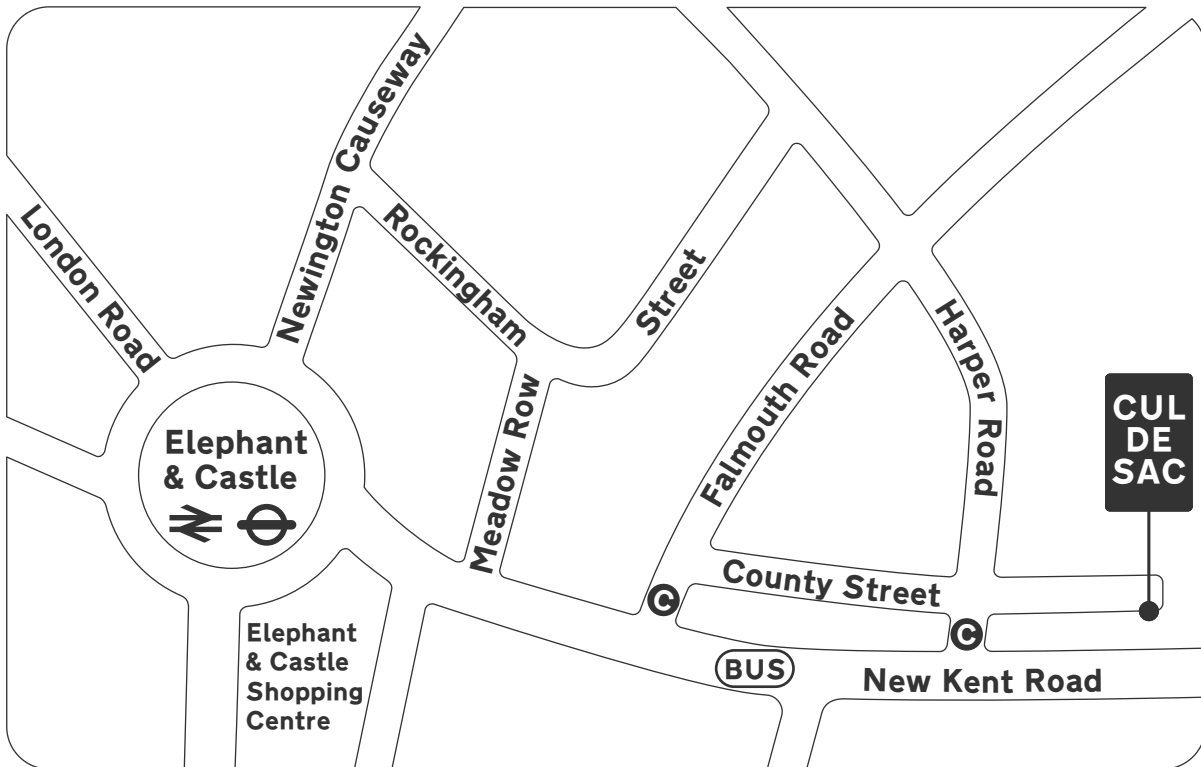 Newington Causeway
London Road
Rockingham
Street
Falmouth Road
Harper Road
CUL
DE
SAC
Elephant
& Castle
Meadow Row
County Street
C
C
Elephant
& Castle
Shopping
Centre
BUS
New Kent Road